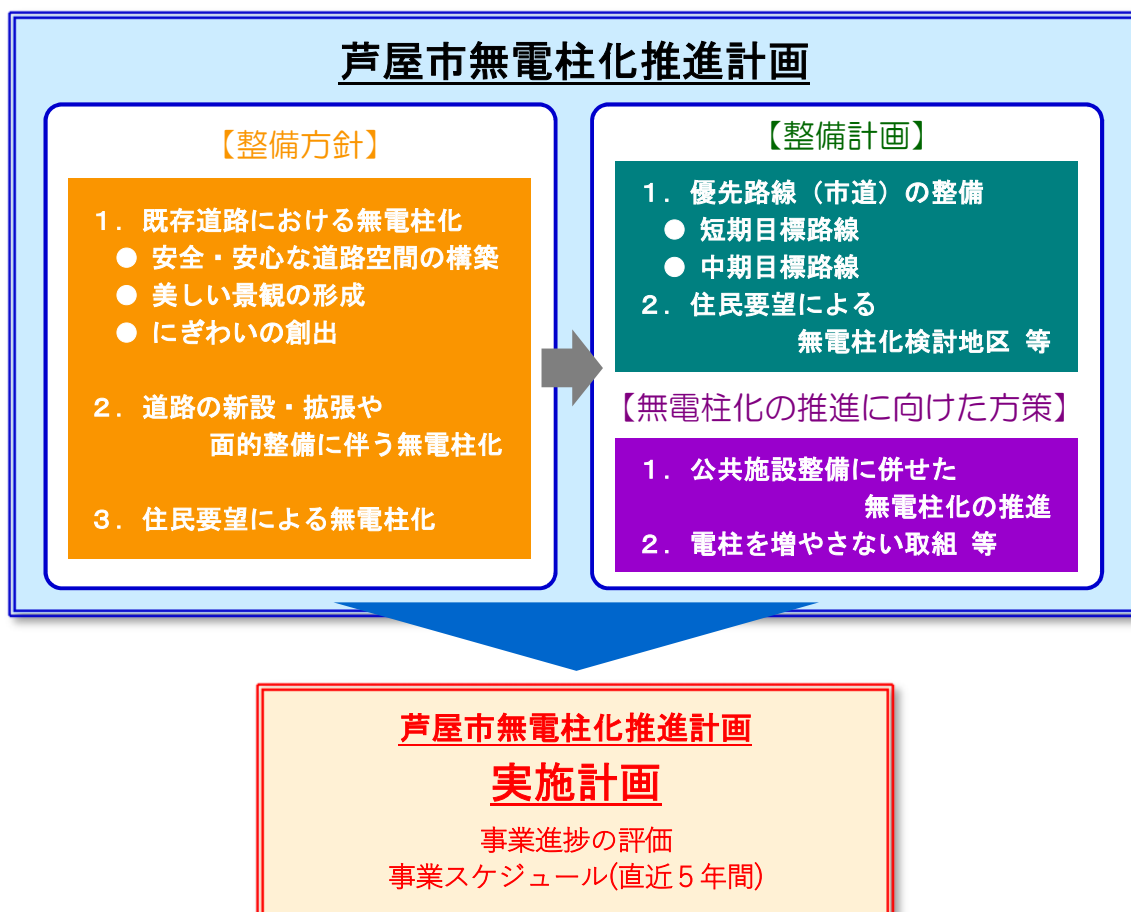 芦屋市無電柱化推進計画
【整備方針】
１．既存道路における無電柱化
● 安全・安心な道路空間の構築
● 美しい景観の形成
● にぎわいの創出
２．道路の新設・拡張や
面的整備に伴う無電柱化
３．住民要望による無電柱化
【整備計画】
１．優先路線（市道）の整備
● 短期目標路線
● 中期目標路線
２．住民要望による
無電柱化検討地区 等
【無電柱化の推進に向けた方策】
１．公共施設整備に併せた
無電柱化の推進
２．電柱を増やさない取組 等
芦屋市無電柱化推進計画
実施計画
事業進捗の評価
事業スケジュール(直近５年間)